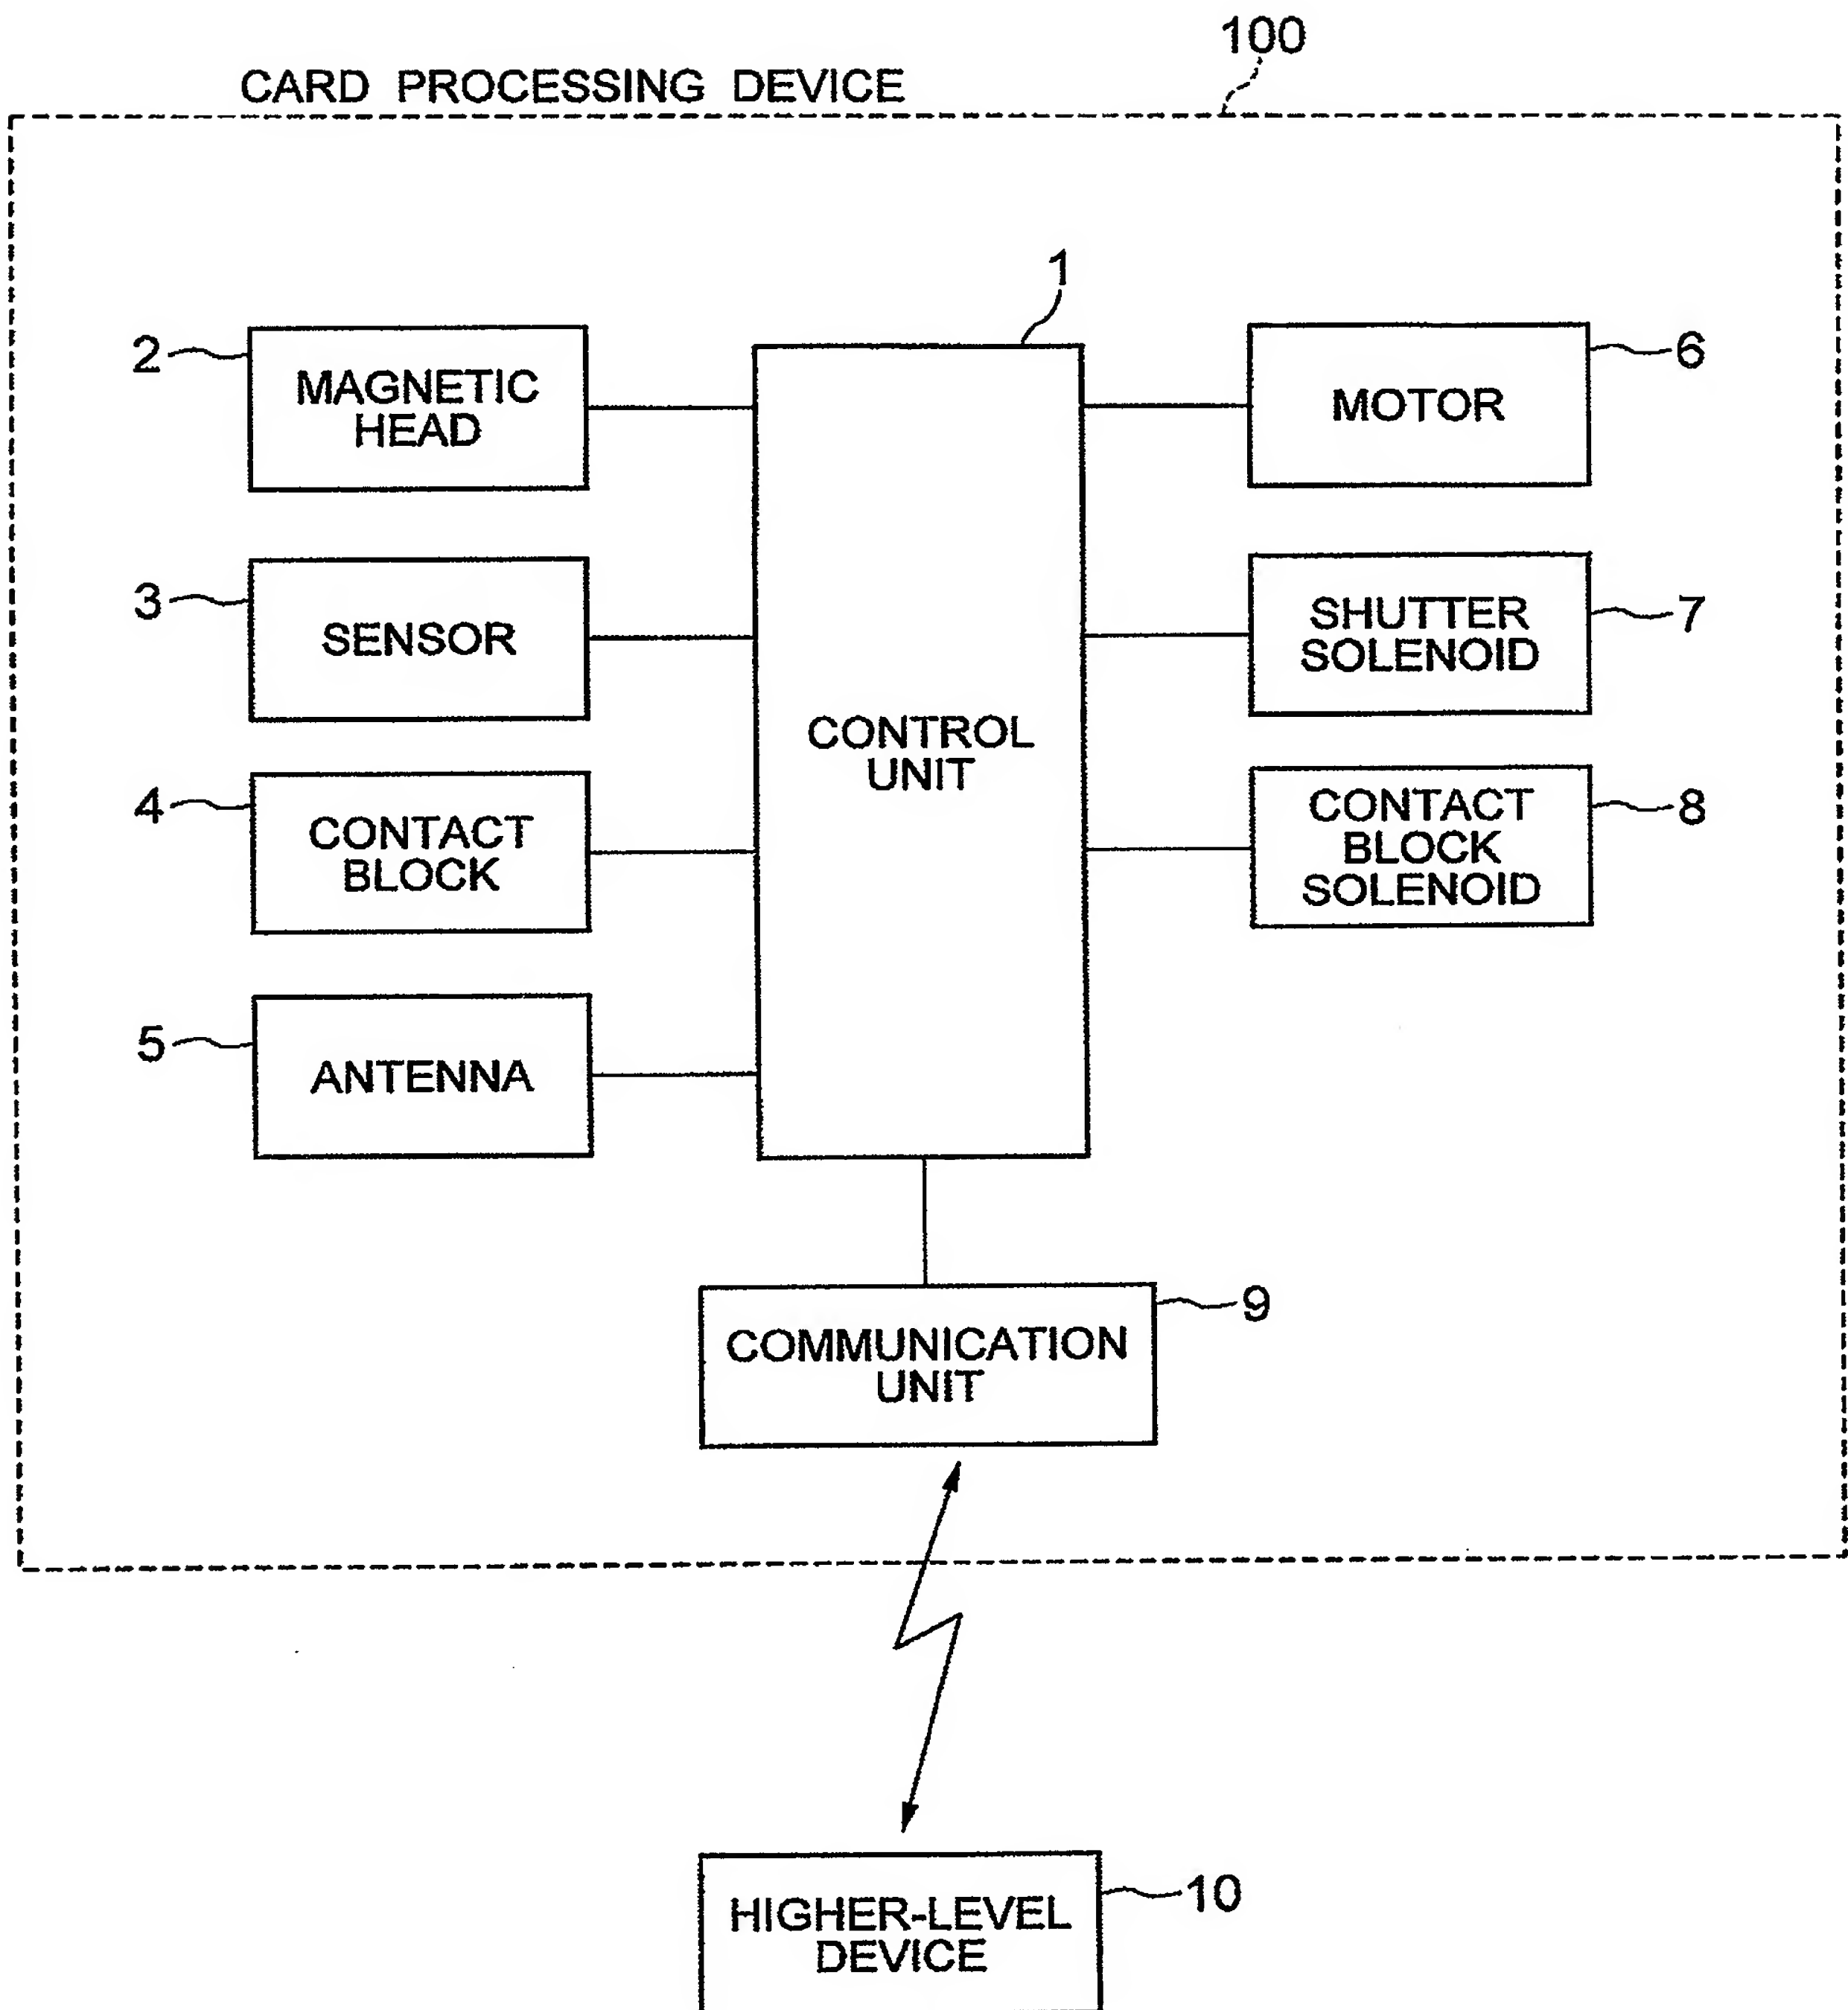 100
CARD PROCESSING DEVICE
1
2
MAGNETIC
HEAD
6
MOTOR
3
SENSOR
7
SHUTTER
SOLENOID
CONTROL
UNIT
4
CONTACT
BLOCK
8
CONTACT
BLOCK
SOLENOID
5
ANTENNA
9
COMMUNICATION
UNIT
10
HIGHER-LEVEL
DEVICE